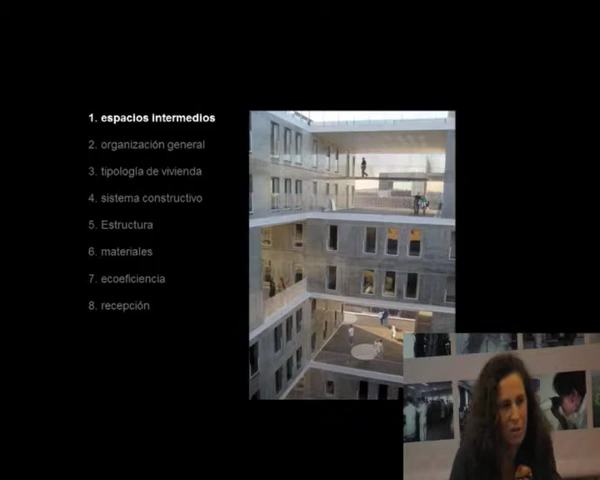 1. espacios intermedios
2. organización general
3. tipología de vivienda
4. sistema constructivo
5. Estructura
6. materiales
7. ecoeficiencia
8. recepción